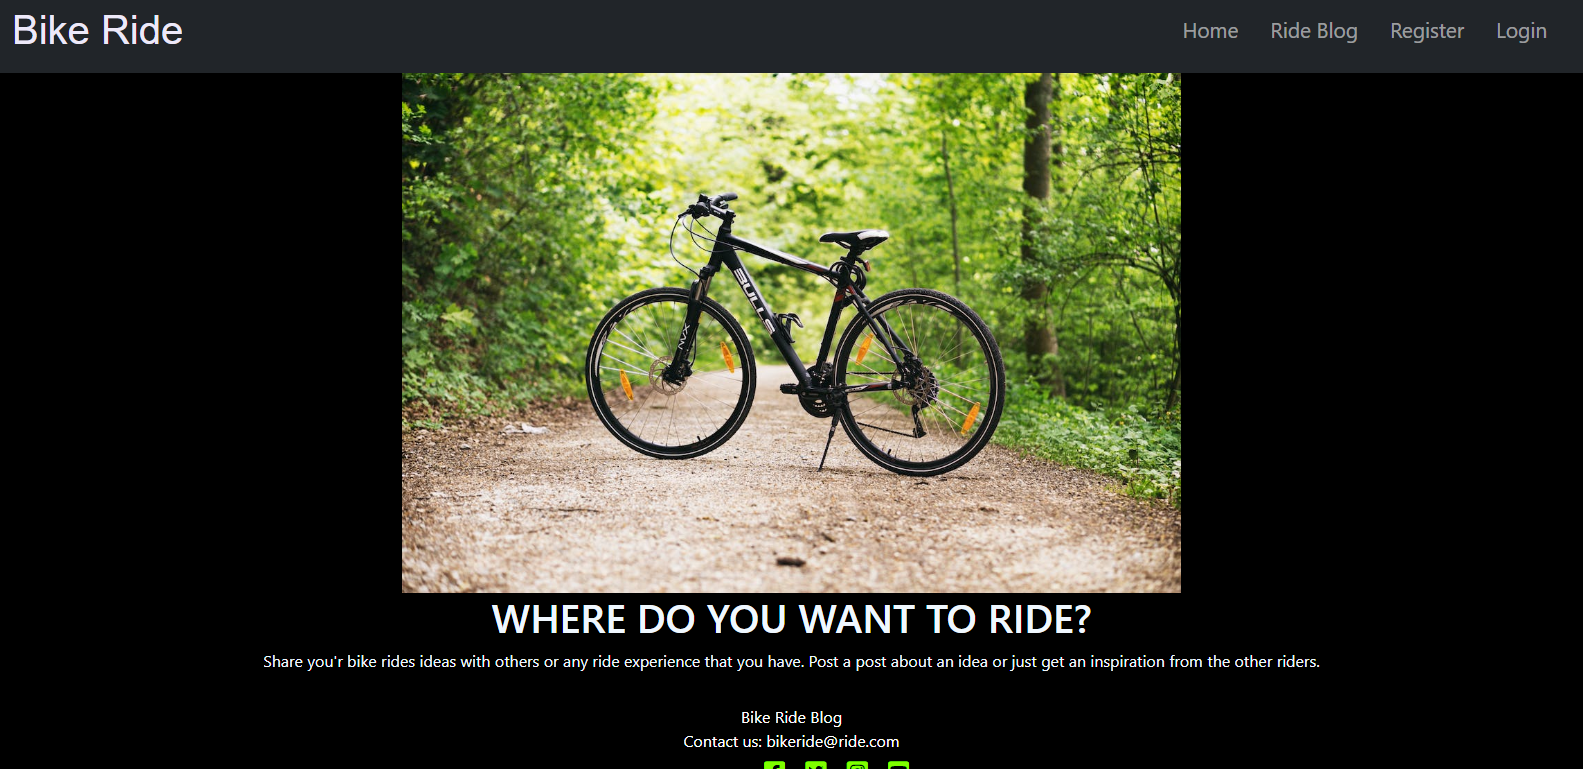 Bike Ride
Home
Ride Blog
Register
Login
BULLS
NVX
WHERE DO YOU WANT TO RIDE?
Share you'r bike rides ideas with others or any ride experience that you have. Post a post about an idea or just get an inspiration from the other riders.
Bike Ride Blog
Contact us: bikeride@ride.com